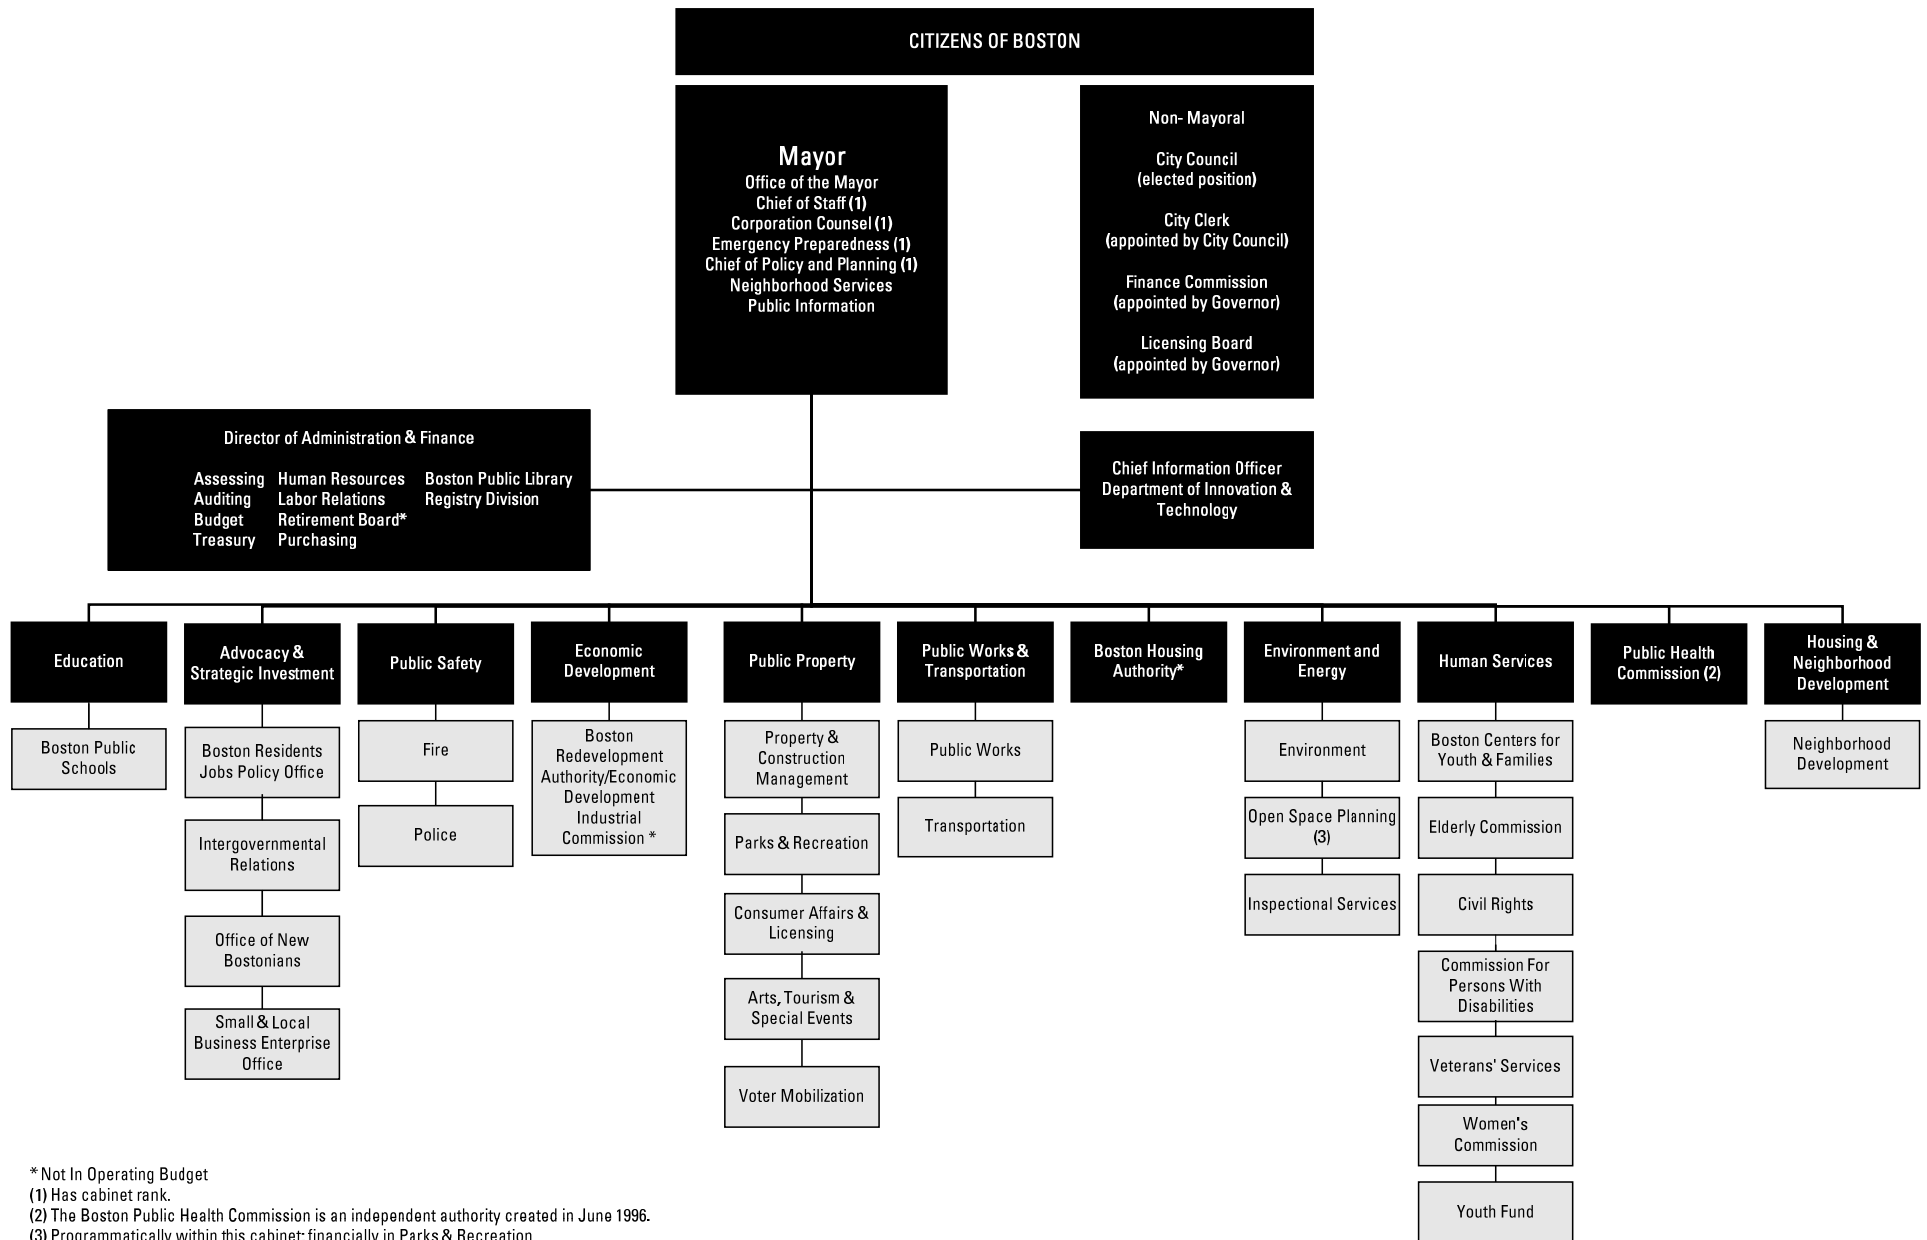 CITIZENS OF BOSTON
Mayor
Office of the Mayor
Chief of Staff (1)
Corporation Counsel (1)
Emergency Preparedness (1)
Chief of Policy and Planning (1)
Neighborhood Services
Public Information
Non- Mayoral
City Council
(elected position)
City Clerk
(appointed by City Council)
Finance Commission
(appointed by Governor)
Licensing Board
(appointed by Governor)
Director of Administration & Finance
Assessing Human Resources Boston Public Library
Auditing Labor Relations Registry Division
Budget Retirement Board*
Treasury Purchasing
Chief Information Officer
Department of Innovation &
Technology
Education
Boston Public
Schools
Advocacy &
Strategic Investment
Boston Residents
Jobs Policy Office
Intergovernmental
Relations
Office of New
Bostonians
Small & Local
Business Enterprise
Office
Public Safety
Fire
Police
Economic
Development
Boston
Redevelopment
Authority/Economic
Development
Industrial
Commission *
Public Property
Property &
Construction
Management
Parks & Recreation
Consumer Affairs &
Licensing
Arts, Tourism &
Special Events
Voter Mobilization
Public Works &
Transportation
Public Works
Transportation
Boston Housing
Authority*
Environment and
Energy
Environment
Open Space Planning
(3)
Inspectional Services
Human Services
Boston Centers for
Youth & Families
Elderly Commission
Civil Rights
Commission For
Persons With
Disabilities
Veterans' Services
Women's
Commission
Youth Fund
Public Health
Commission (2)
Housing &
Neighborhood
Development
Neighborhood
Development
* Not In Operating Budget
(1) Has cabinet rank.
(2) The Boston Public Health Commission is an independent authority created in June 1996.
(3) Programmatically within this cabinet; financially in Parks & Recreation